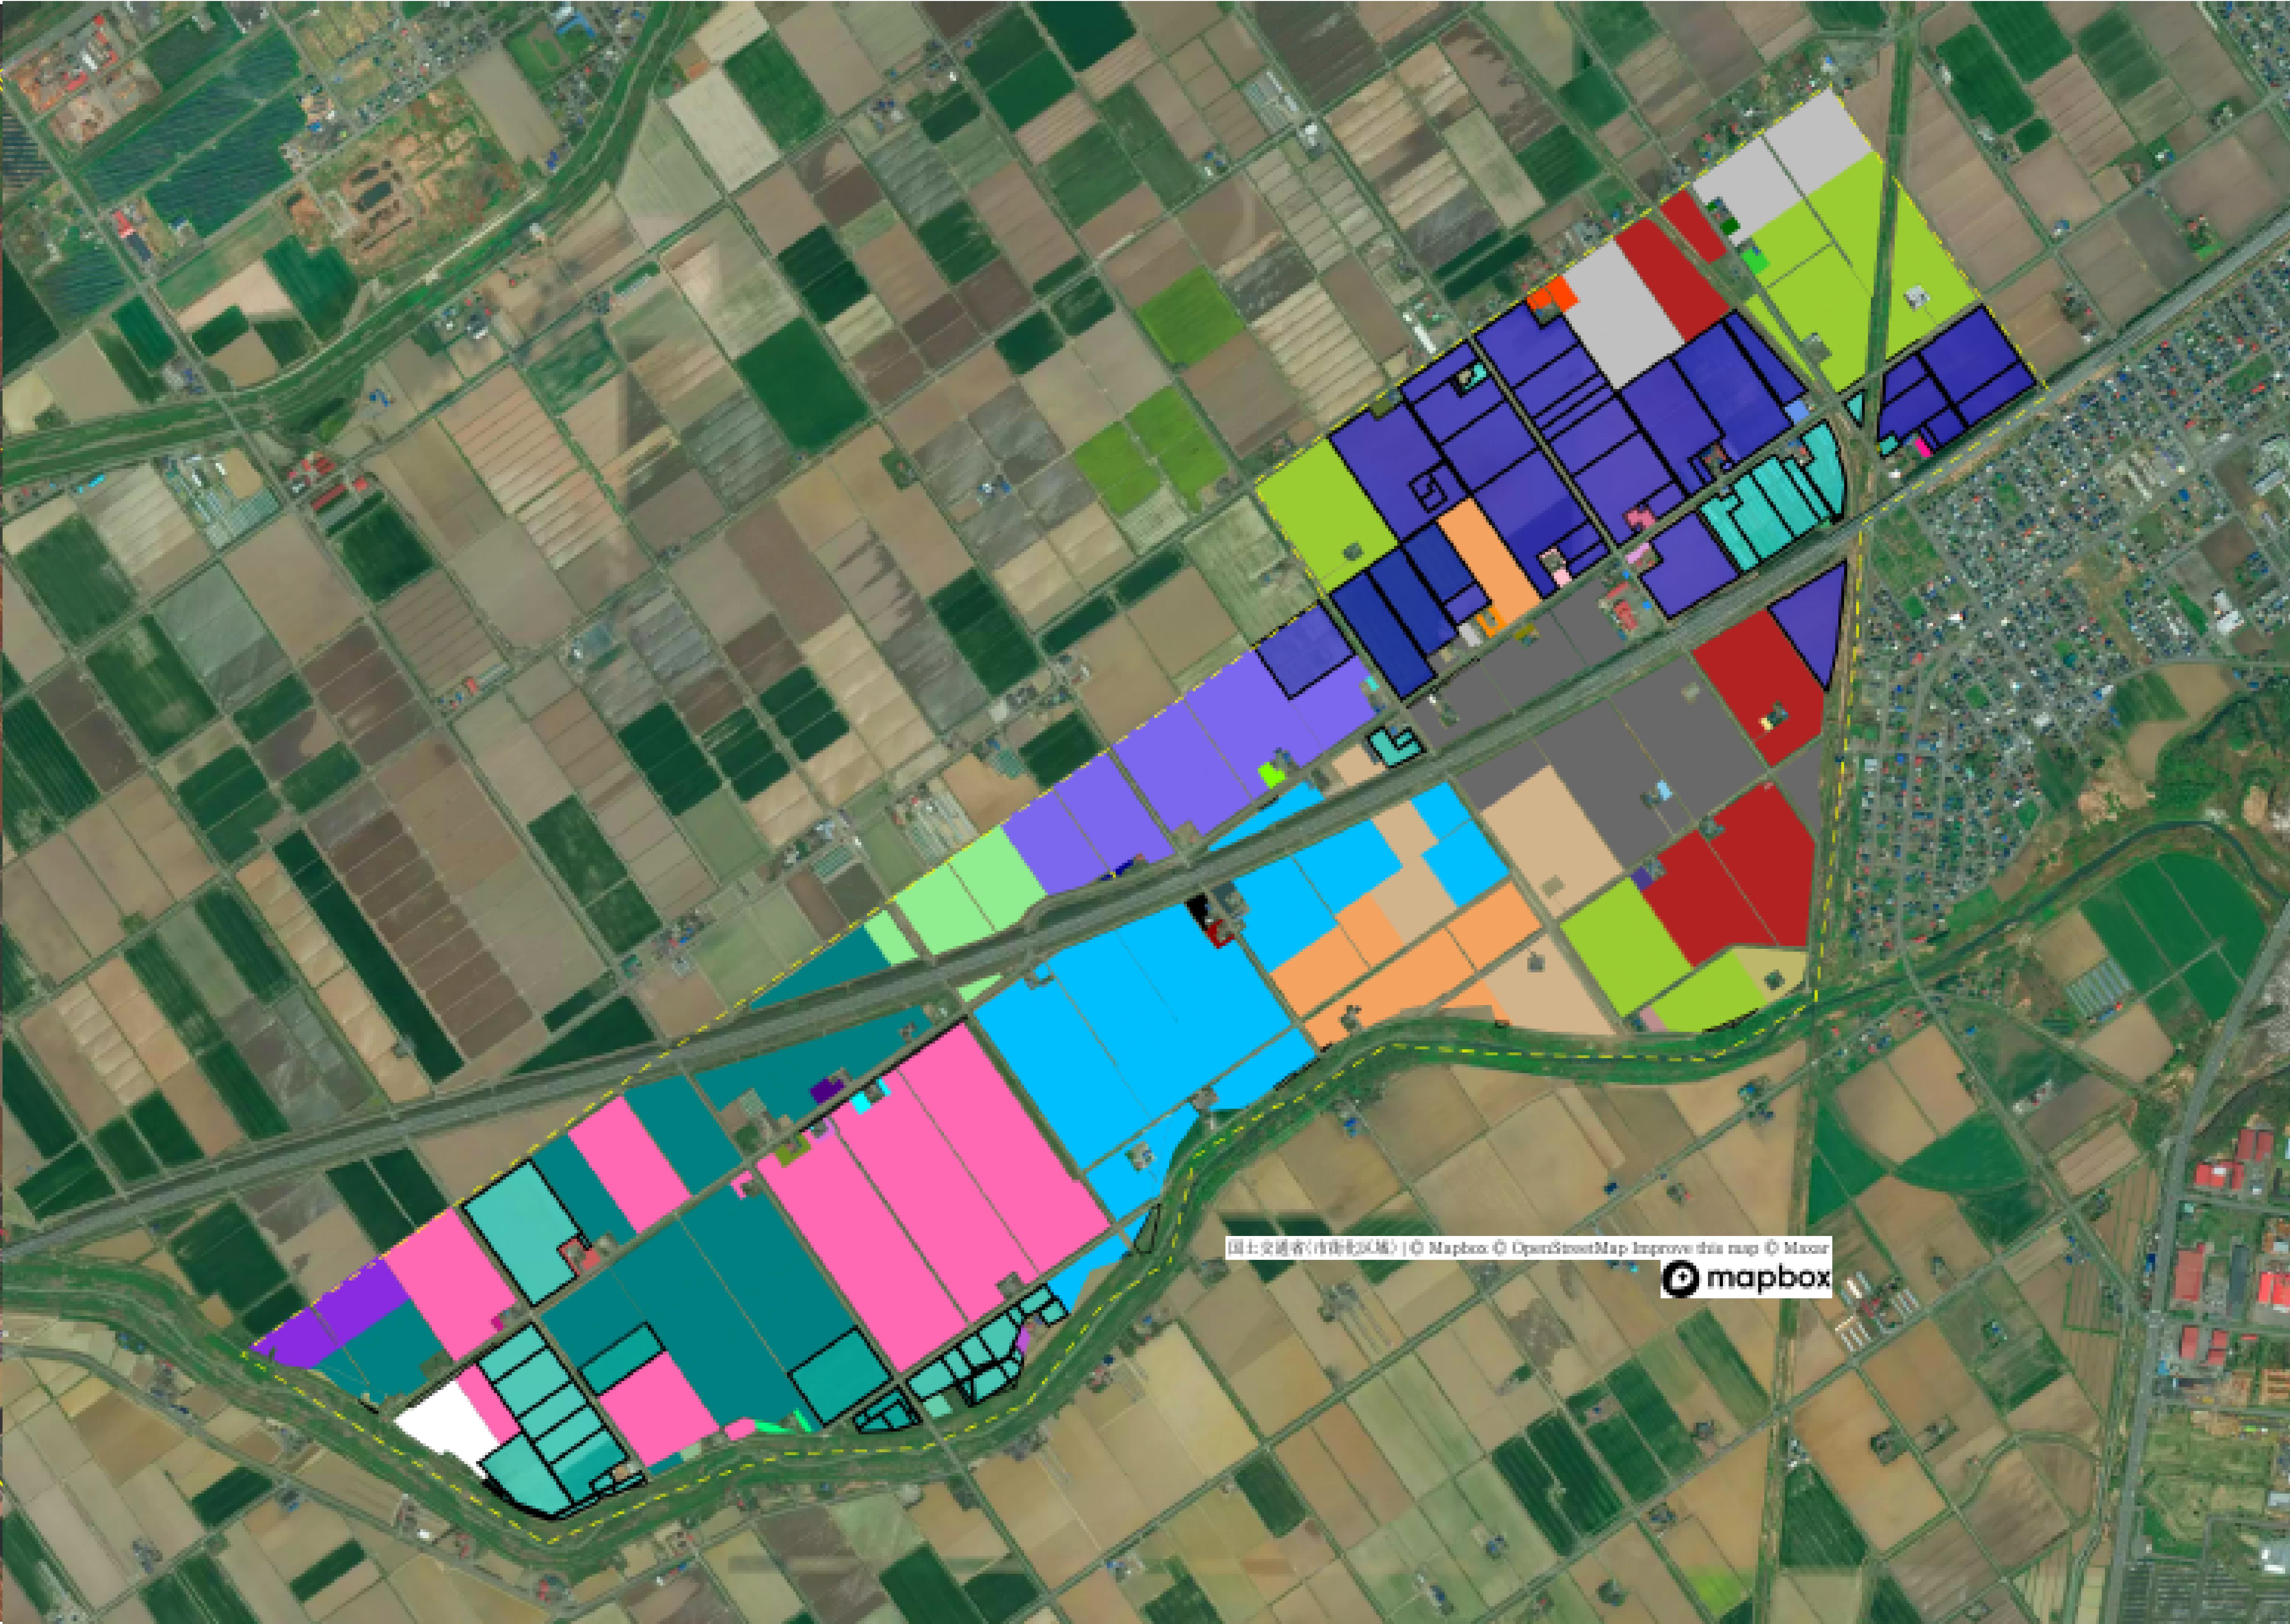 国土交通省(市街化区域) | © Mapbox © OpenStreetMap Improve this map © Maxar
mapbox